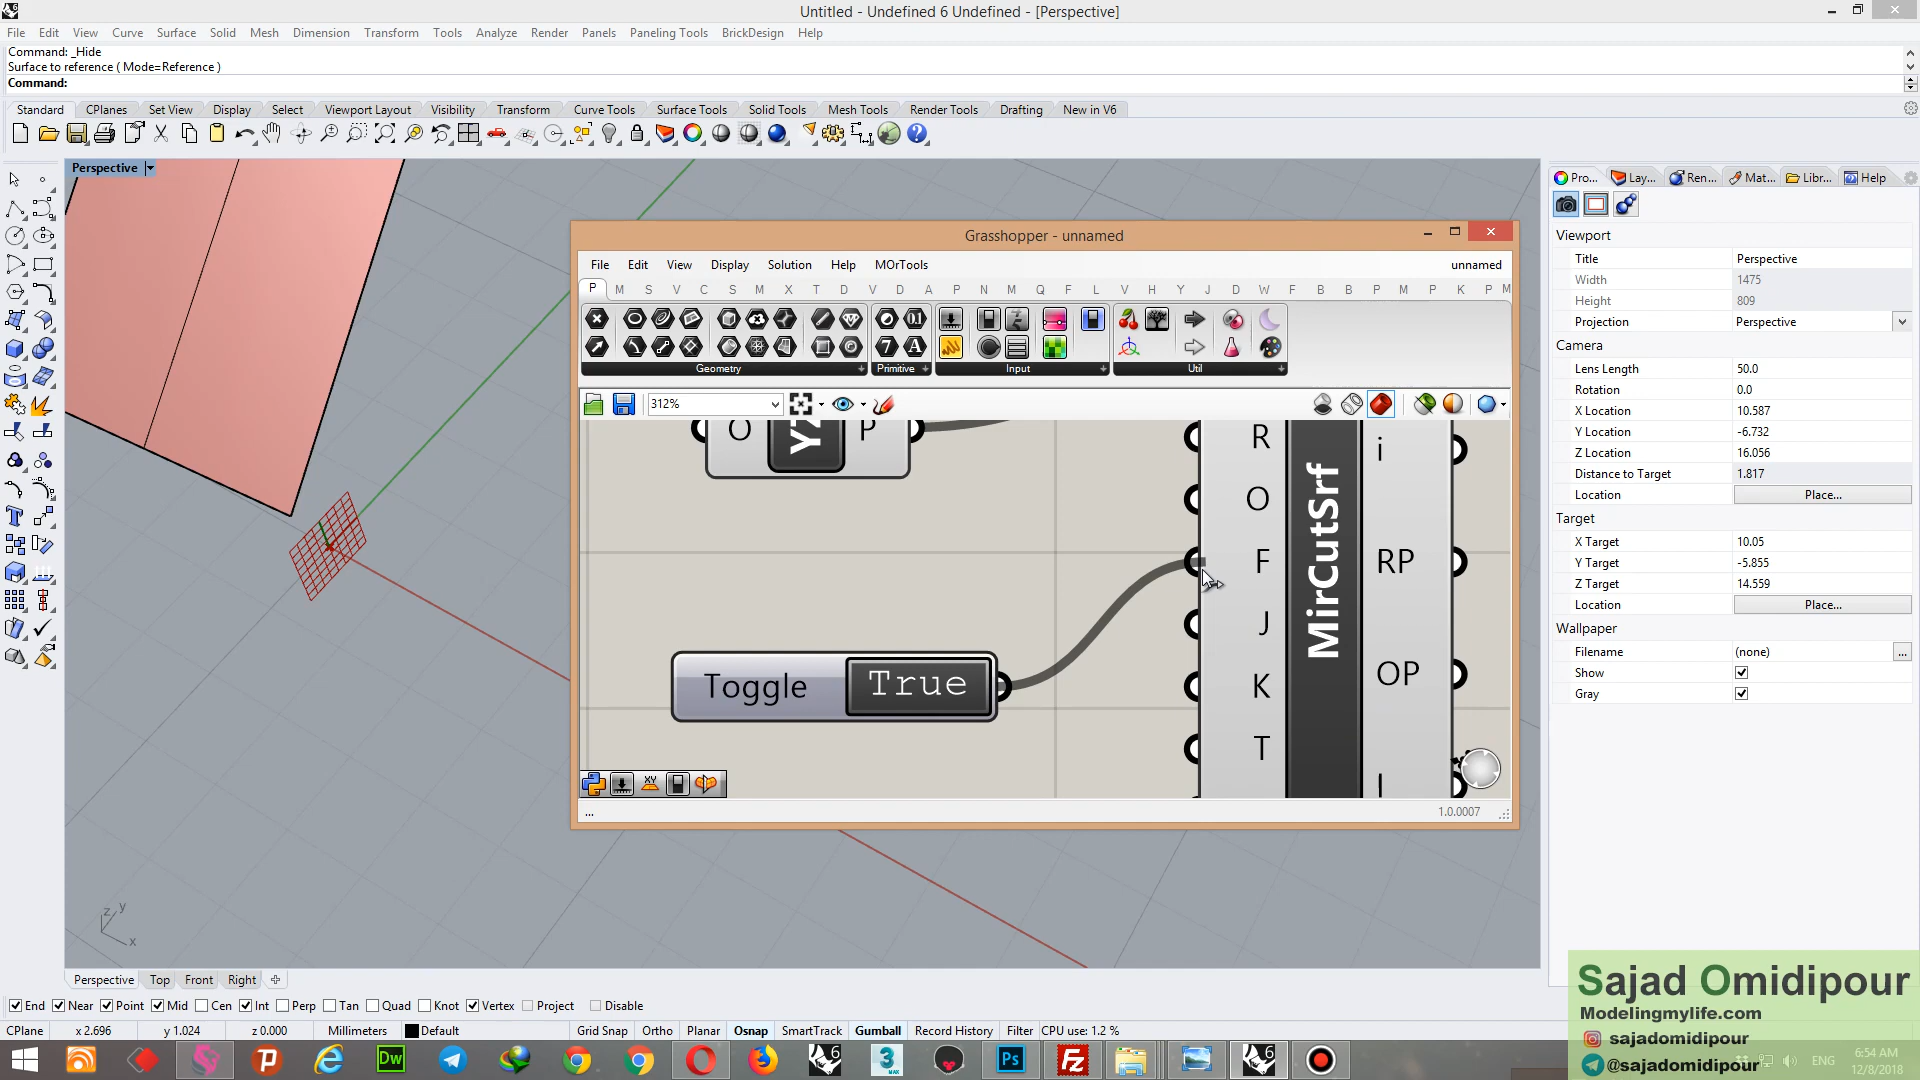 Untitled - Undefined 6 Undefined - [Perspective]
File Edit View Curve Surface Solid Mesh Dimension Transform Tools Analyze Render Panels Paneling Tools BrickDesign Help
Command: _Hide
Surface to reference ( Mode=Reference )
Command:
Standard CPlanes Set View Display Select Viewport Layout Visibility Transform Curve Tools Surface Tools Solid Tools Mesh Tools Render Tools Drafting New in V6
Perspective
Pro... Lay... Ren... Mat... Libr... Help
Viewport
Title Perspective
Width 1475
Height 809
Projection Perspective
Camera
Lens Length 50.0
Rotation 0.0
X Location 10.587
Y Location -6.732
Z Location 16.056
Distance to Target 1.817
Location Place...
Target
X Target 10.05
Y Target -5.855
Z Target 14.559
Location Place...
Wallpaper
Filename (none) ...
Show
Gray
Grasshopper - unnamed
File Edit View Display Solution Help MOrTools unnamed
P M S V C S M X T D V A P N M Q F L V H Y J D W F B B P M P K P M
Geometry Primitive Input Util
312%
O P
R i
O
F RP
J
K OP
T
MirCutSrf
Toggle True
XY
... 1.0.0007
z y x
Perspective Top Front Right
End Near Point Mid Cen Int Perp Tan Quad Knot Vertex Project Disable
CPlane x 2.696 y 1.024 z 0.000 Millimeters Default Grid Snap Ortho Planar Osnap SmartTrack Gumball Record History Filter CPU use: 1.2 %
Sajad Omidipour
Modelingmylife.com
sajadomidipour
@sajadomidipour
ENG
6:54 AM
12/8/2018